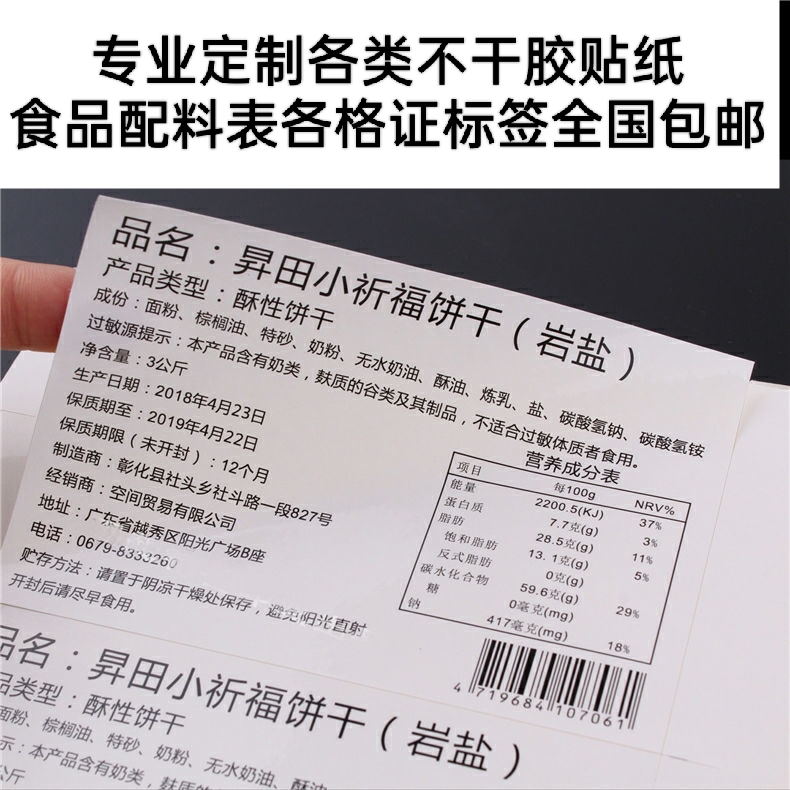 专业定制各类不干胶贴纸
食品配料表各格证标签全国包邮
品名：昇田小祈福饼干（岩盐）
产品类型：酥性饼干
成份：面粉、棕榈油、特砂、奶粉、无水奶油、酥油、炼乳、盐、碳酸氢钠、碳酸氢铵
过敏源提示：本产品含有奶类，麸质的谷类及其制品，不适合过敏体质者食用。
净含量：3公斤
生产日期：2018年4月23日
保质期至：2019年4月22日
保质期限（未开封）：12个月
制造商：彰化县社头乡社斗路一段827号
经销商：空间贸易有限公司
地址：广东省越秀区阳光广场B座
电话：0679-8333260
贮存方法：请置于阴凉干燥处保存，避免阳光直射
开封后请尽早食用。
营养成分表
项目 每100g NRV%
能量 2200.5(KJ) 37%
蛋白质 7.7克(g) 3%
脂肪 28.5克(g) 11%
饱和脂肪 13.1克(g) 5%
反式脂肪 0克(g)
碳水化合物 59.6克(g) 29%
糖 0毫克(mg)
钠 417毫克(mg) 18%
4 719684 107061
品名：昇田小祈福饼干（岩盐）
品类型：酥性饼干
面粉、棕榈油、特砂、奶粉、无水奶油、酥油
示：本产品含有奶类，麸质的谷类及其制
公斤